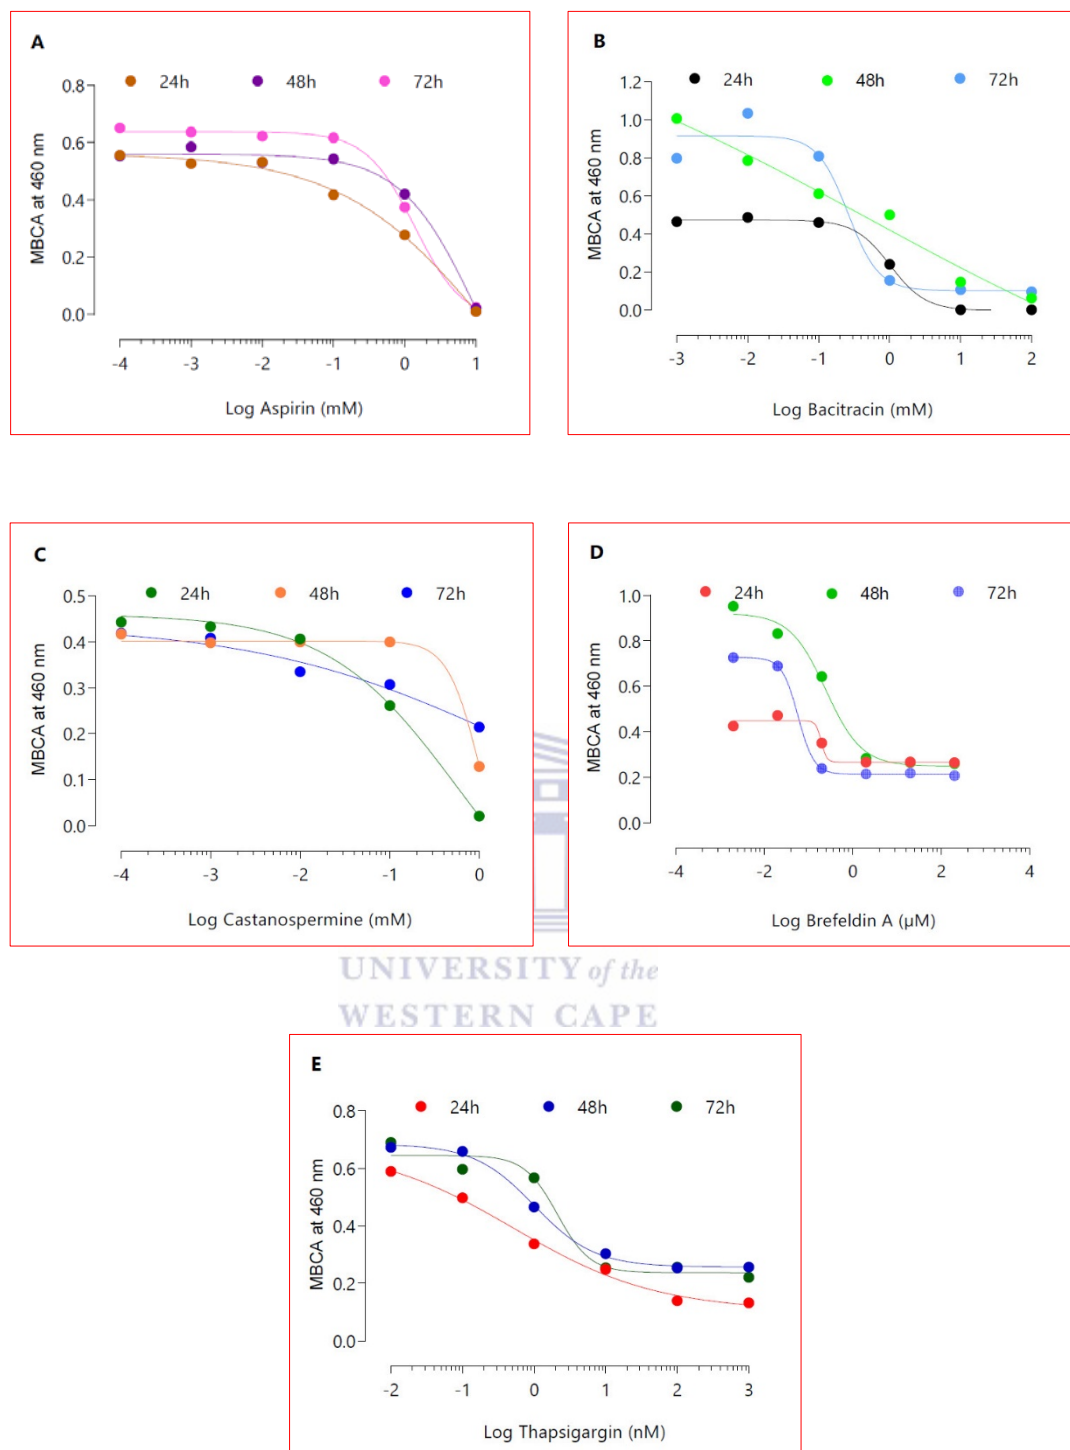 A
24h 48h 72h
0.8
0.6
0.4
0.2
0.0
MBCA at 460 nm
-4 -3 -2 -1 0 1
Log Aspirin (mM)
B
24h 48h 72h
1.2
1.0
0.8
0.6
0.4
0.2
0.0
MBCA at 460 nm
-3 -2 -1 0 1 2
Log Bacitracin (mM)
C
24h 48h 72h
0.5
0.4
0.3
0.2
0.1
0.0
MBCA at 460 nm
-4 -3 -2 -1 0
Log Castanospermine (mM)
D
24h 48h 72h
1.0
0.8
0.6
0.4
0.2
0.0
MBCA at 460 nm
-4 -2 0 2 4
Log Brefeldin A (µM)
UNIVERSITY of the
WESTERN CAPE
E
24h 48h 72h
0.8
0.6
0.4
0.2
0.0
MBCA at 460 nm
-2 -1 0 1 2 3
Log Thapsigargin (nM)